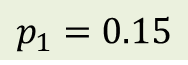 p₁ = 0.15